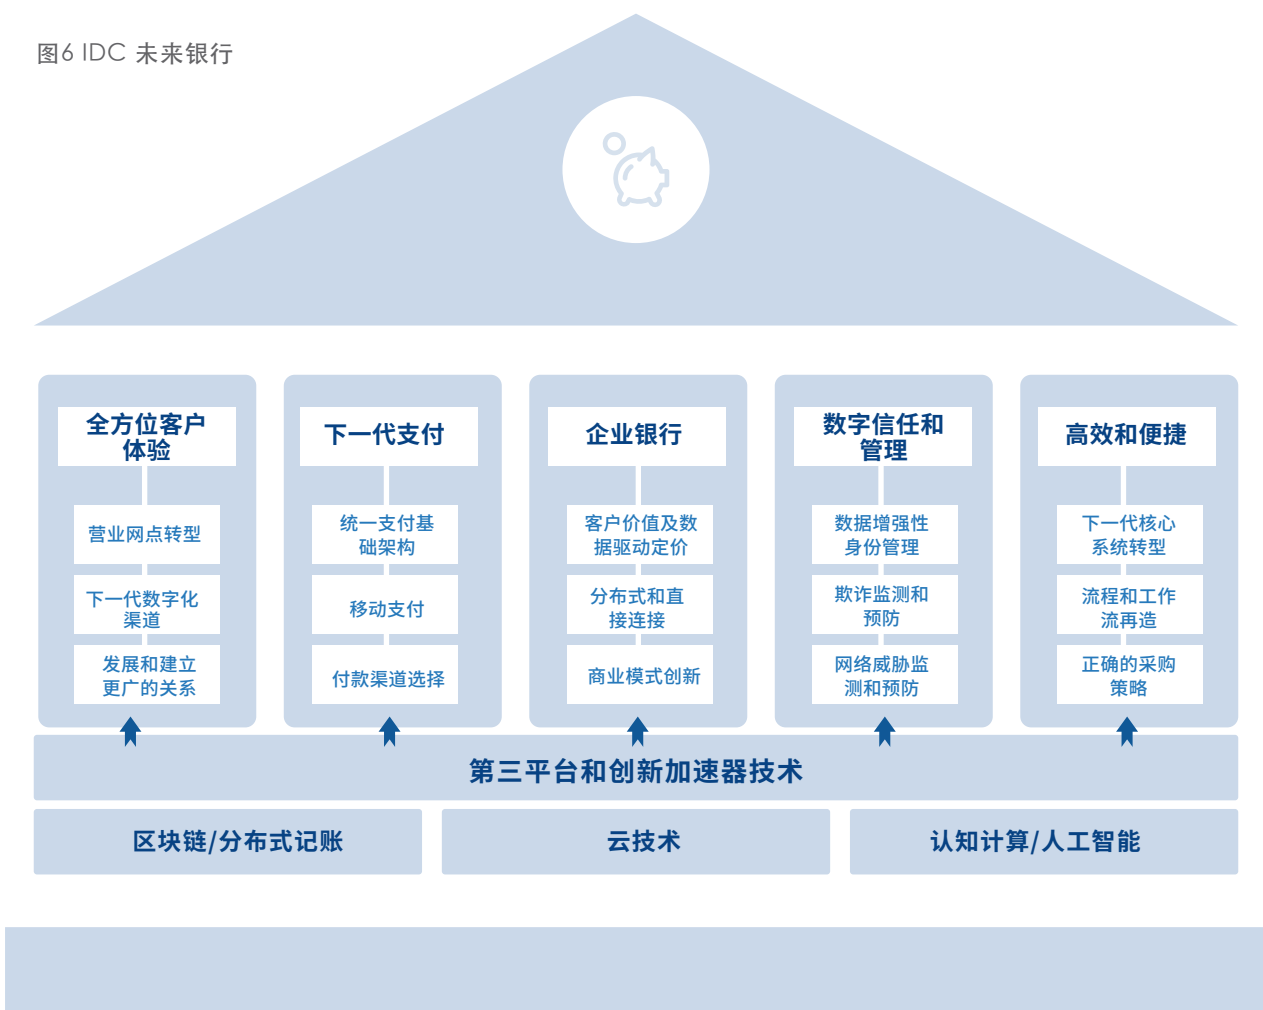 图6 IDC 未来银行
全方位客户
体验
营业网点转型
下一代数字化
渠道
发展和建立
更广的关系
下一代支付
统一支付基
础架构
移动支付
付款渠道选择
企业银行
客户价值及数
据驱动定价
分布式和直
接连接
商业模式创新
数字信任和
管理
数据增强性
身份管理
欺诈监测和
预防
网络威胁监
测和预防
高效和便捷
下一代核心
系统转型
流程和工作
流再造
正确的采购
策略
第三平台和创新加速器技术
区块链/分布式记账
云技术
认知计算/人工智能